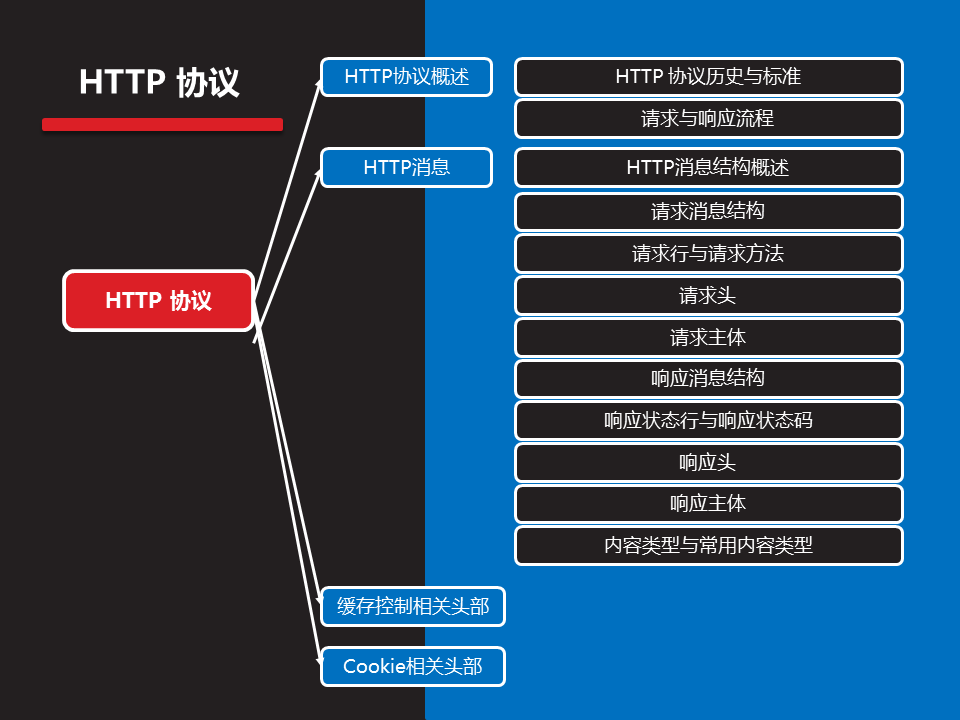 HTTP 协议
HTTP 协议
HTTP协议概述
HTTP 协议历史与标准
请求与响应流程
HTTP消息
HTTP消息结构概述
请求消息结构
请求行与请求方法
请求头
请求主体
响应消息结构
响应状态行与响应状态码
响应头
响应主体
内容类型与常用内容类型
缓存控制相关头部
Cookie相关头部